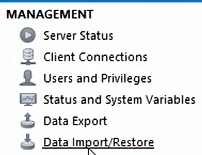 MANAGEMENT
Server Status
Client Connections
Users and Privileges
Status and System Variables
Data Export
Data Import/Restore